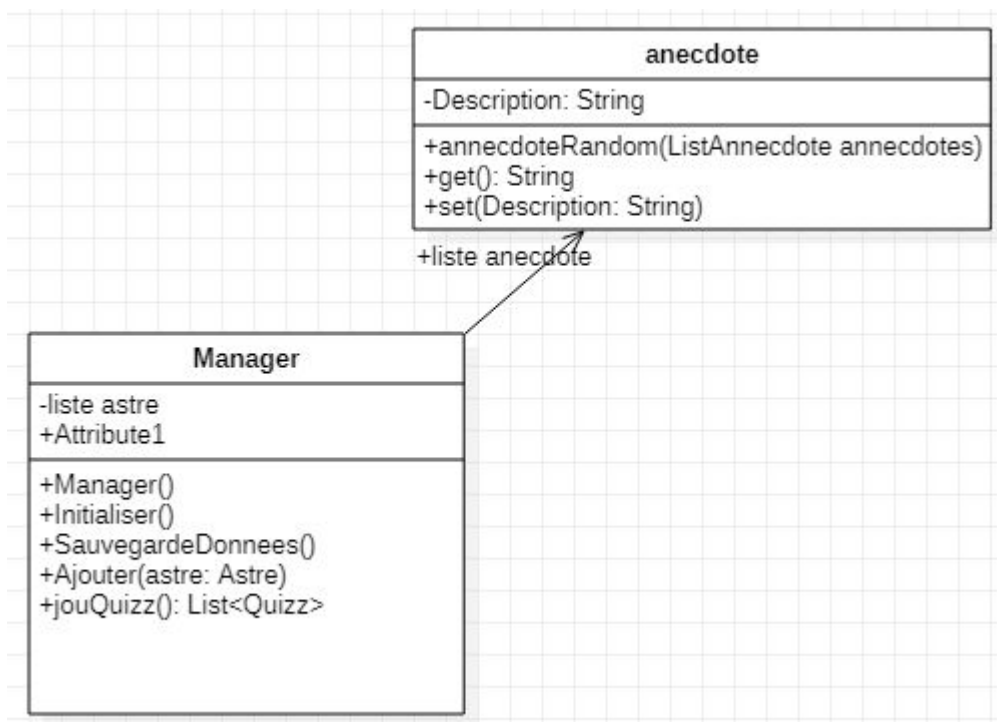 anecdote
-Description: String
+annecdoteRandom(ListAnnecdote annecdotes)
+get(): String
+set(Description: String)
+liste anecdote
Manager
-liste astre
+Attribute1
+Manager()
+Initialiser()
+SauvegardeDonnees()
+Ajouter(astre: Astre)
+jouQuizz(): List<Quizz>